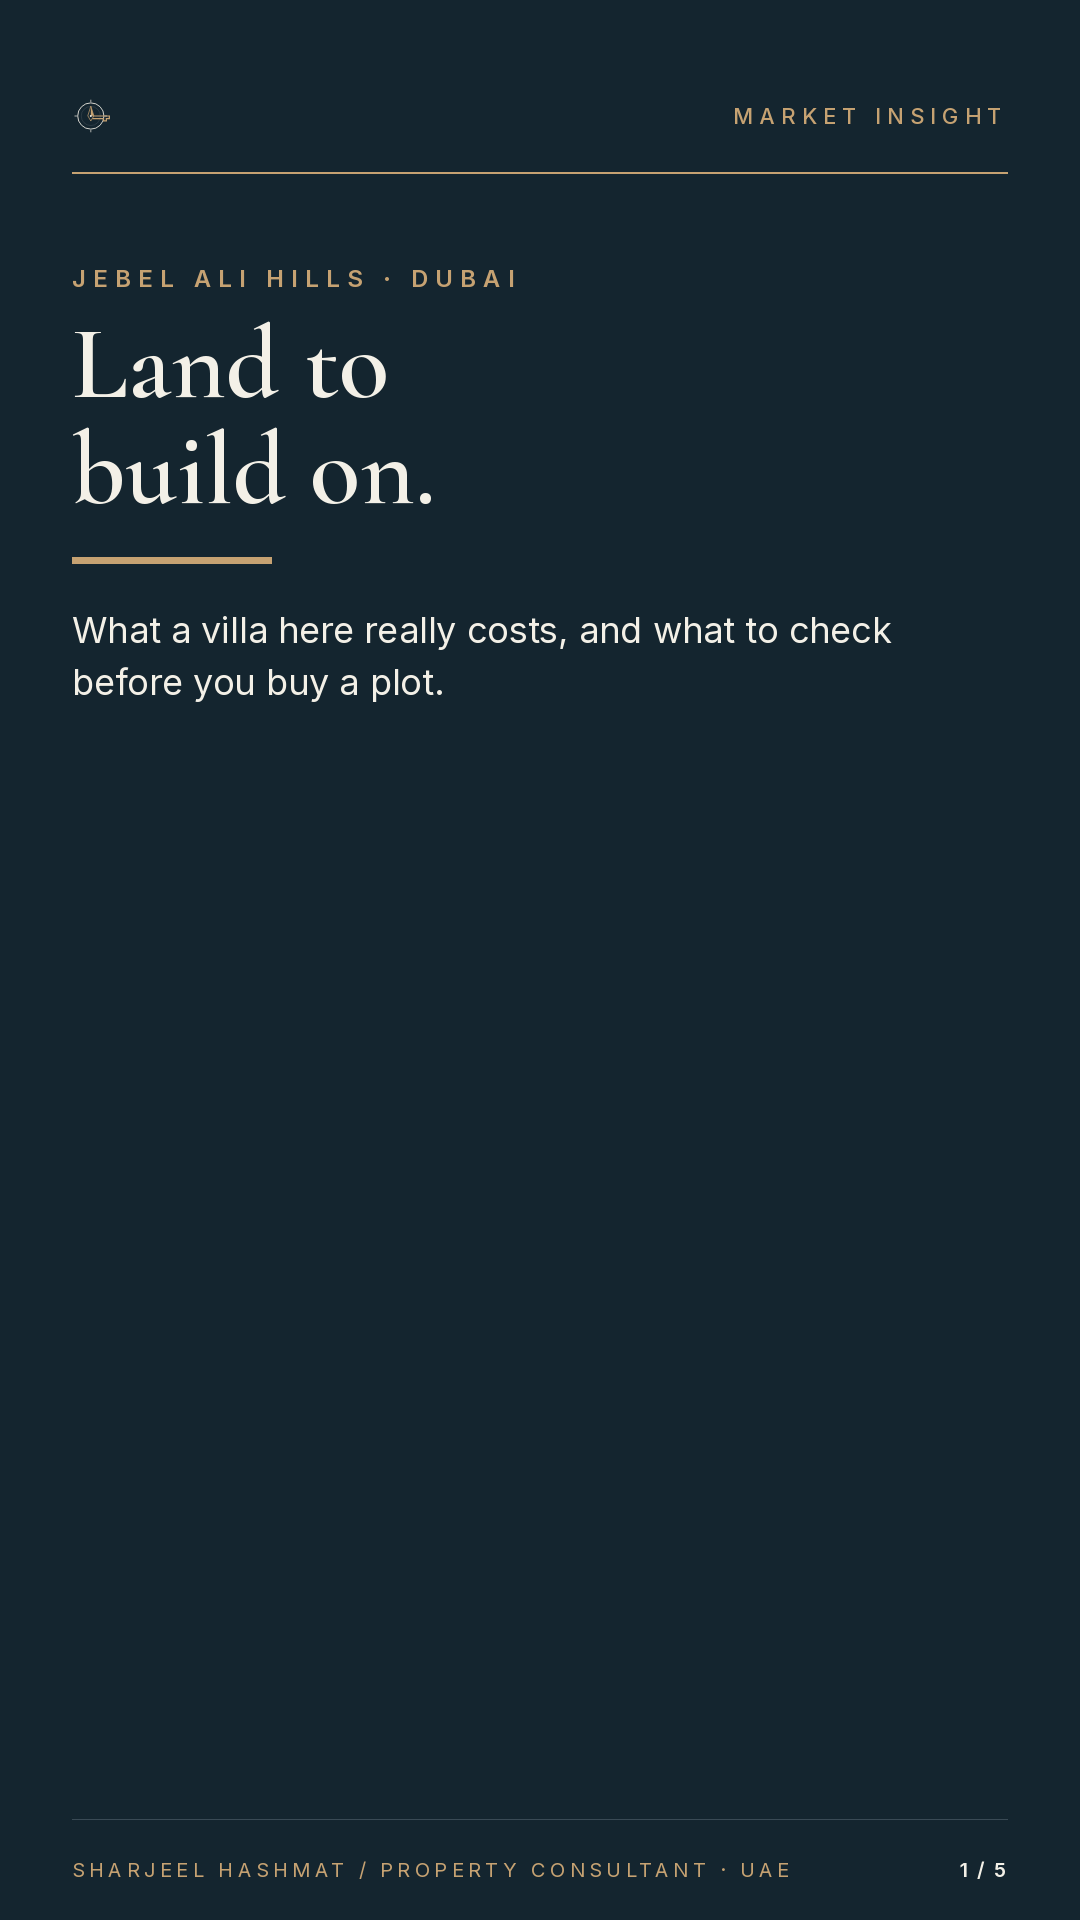 MARKET INSIGHT
JEBEL ALI HILLS · DUBAI
Land to
build on.
What a villa here really costs, and what to check
before you buy a plot.
SHARJEEL HASHMAT / PROPERTY CONSULTANT · UAE
1 / 5